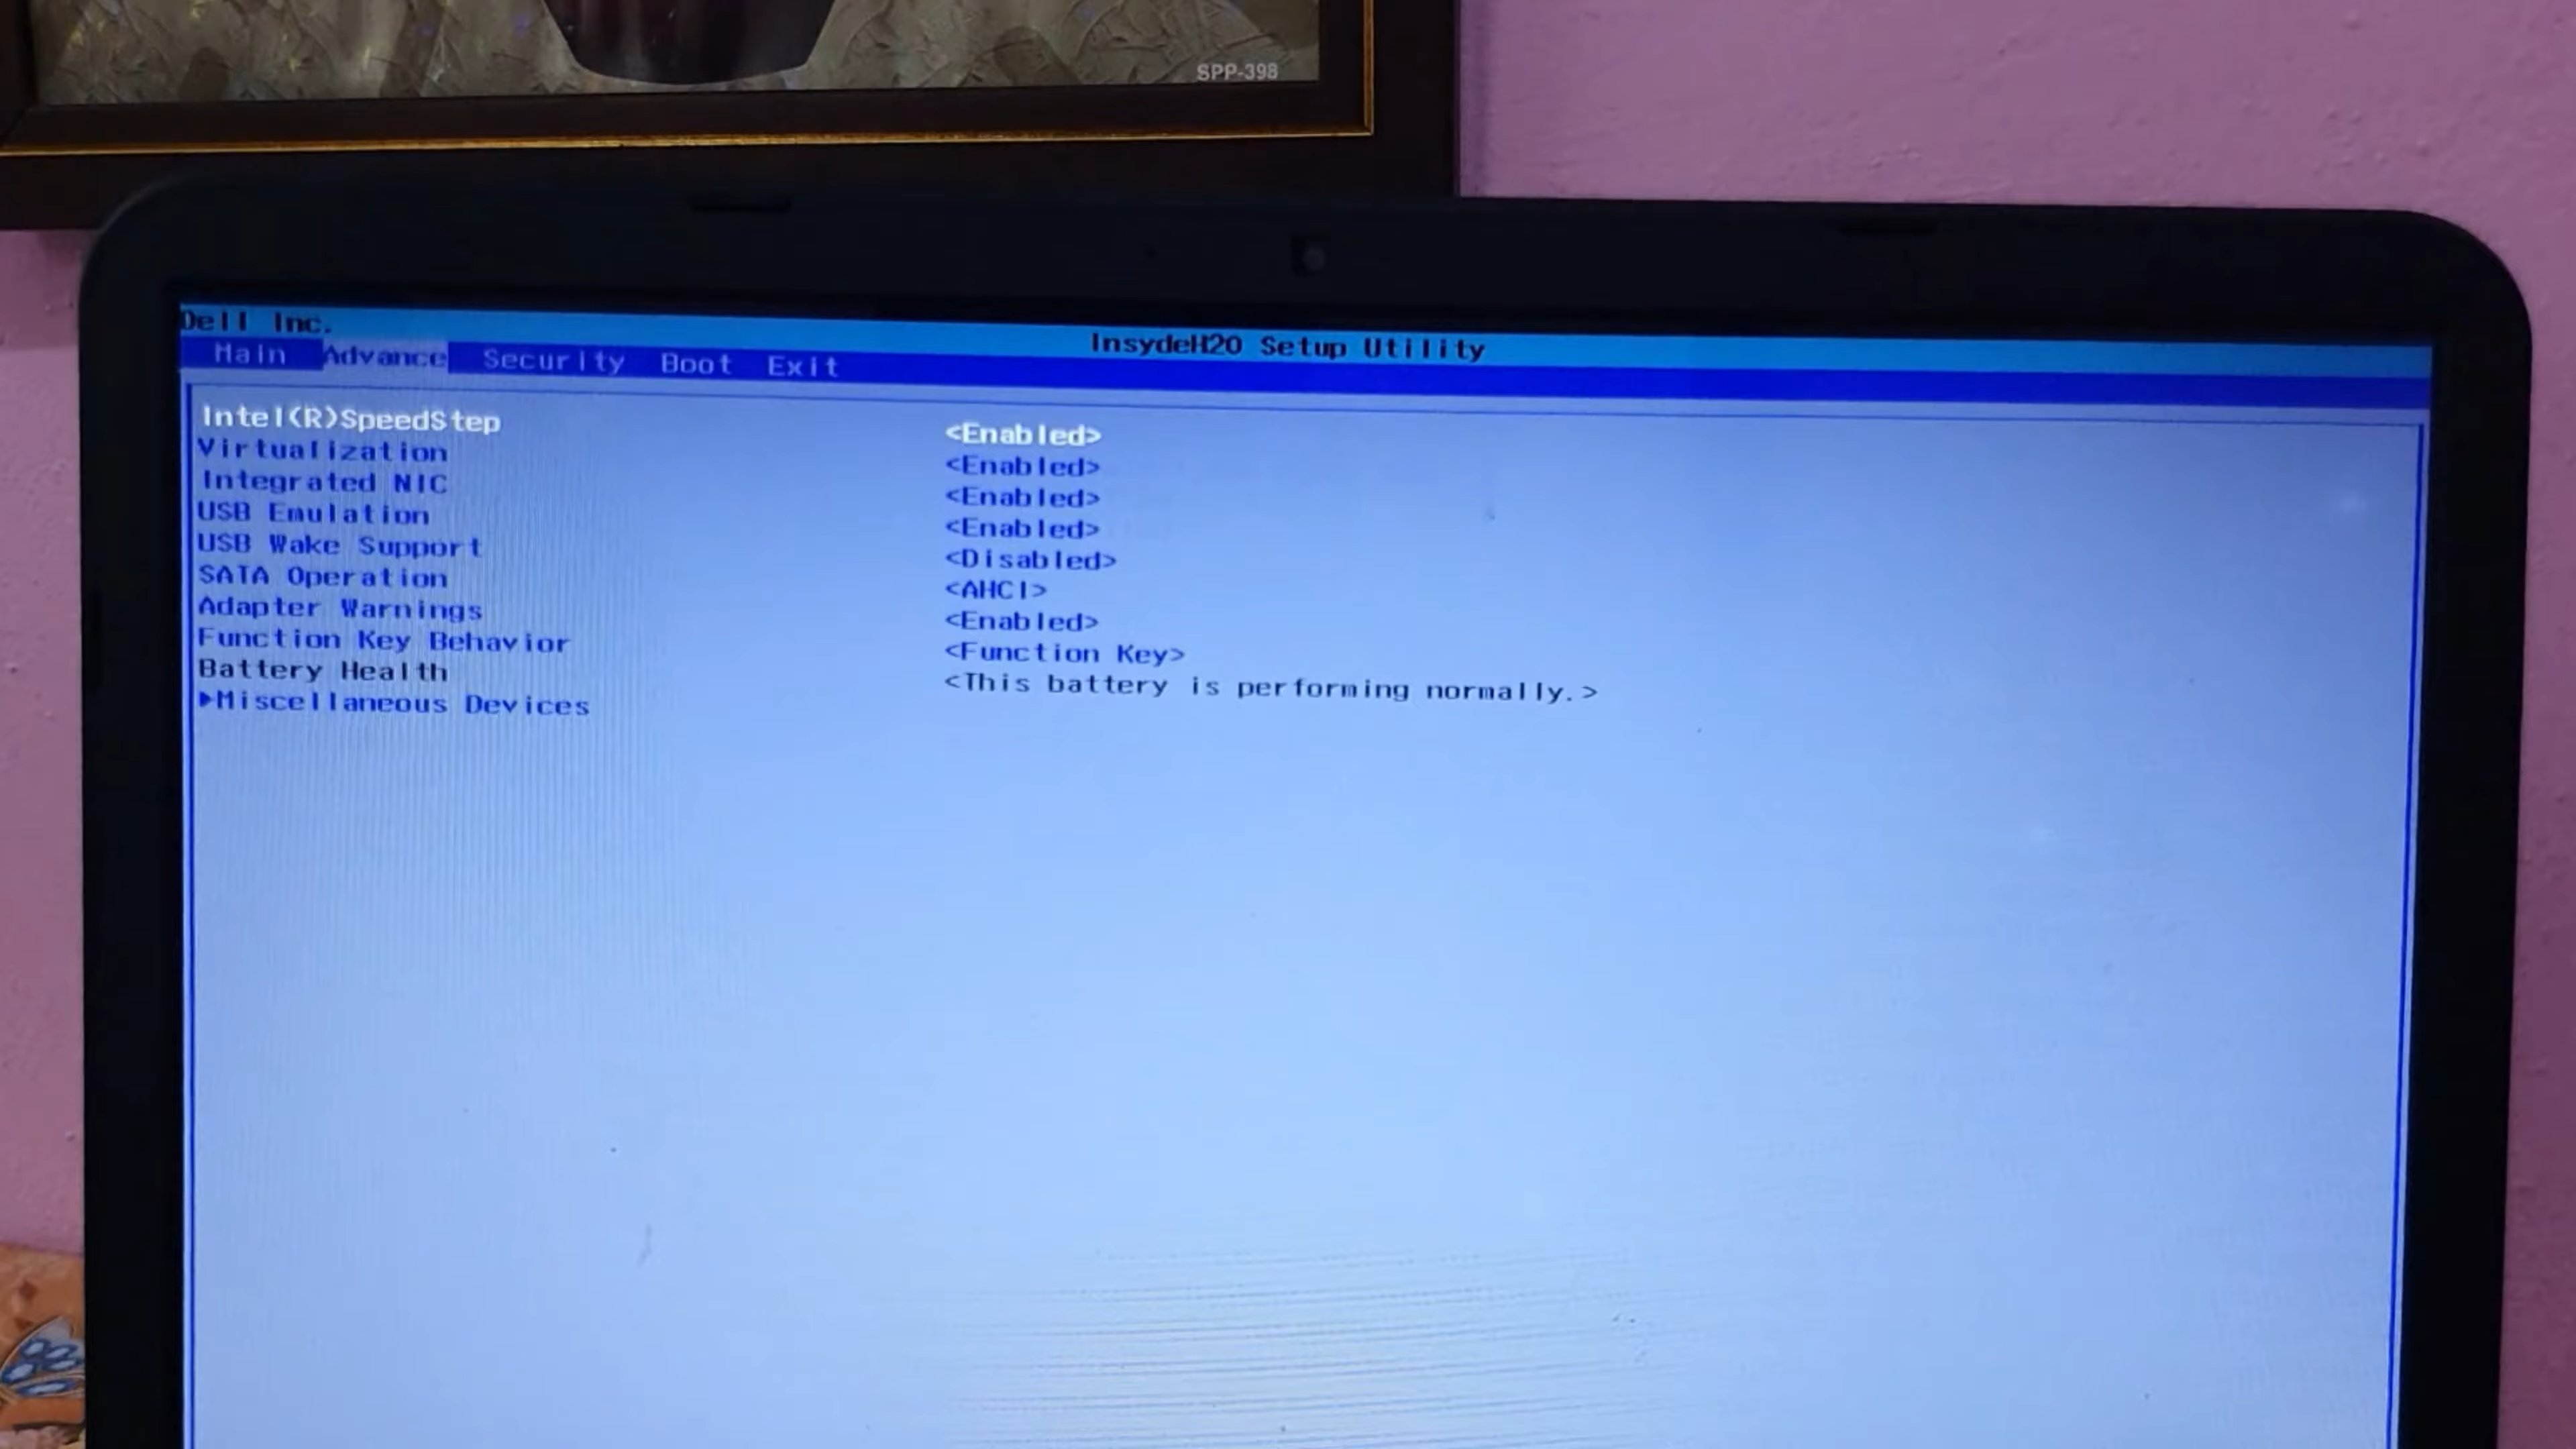 SPP-398
Dell Inc.
InsydeH20 Setup Utility
Main Advance Security Boot Exit
Intel(R)SpeedStep <Enabled>
Virtualization <Enabled>
Integrated NIC <Enabled>
USB Emulation <Enabled>
USB Wake Support <Disabled>
SATA Operation <AHCI>
Adapter Warnings <Enabled>
Function Key Behavior <Function Key>
Battery Health <This battery is performing normally.>
▶Miscellaneous Devices